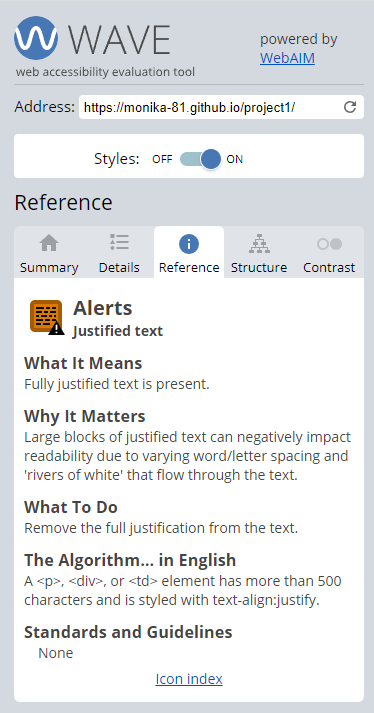 WAVE
web accessibility evaluation tool
powered by
WebAIM
Address: https://monika-81.github.io/project1/
Styles: OFF ON
Reference
Summary Details Reference Structure Contrast
Alerts
Justified text
What It Means
Fully justified text is present.
Why It Matters
Large blocks of justified text can negatively impact
readability due to varying word/letter spacing and
'rivers of white' that flow through the text.
What To Do
Remove the full justification from the text.
The Algorithm... in English
A <p>, <div>, or <td> element has more than 500
characters and is styled with text-align:justify.
Standards and Guidelines
None
Icon index